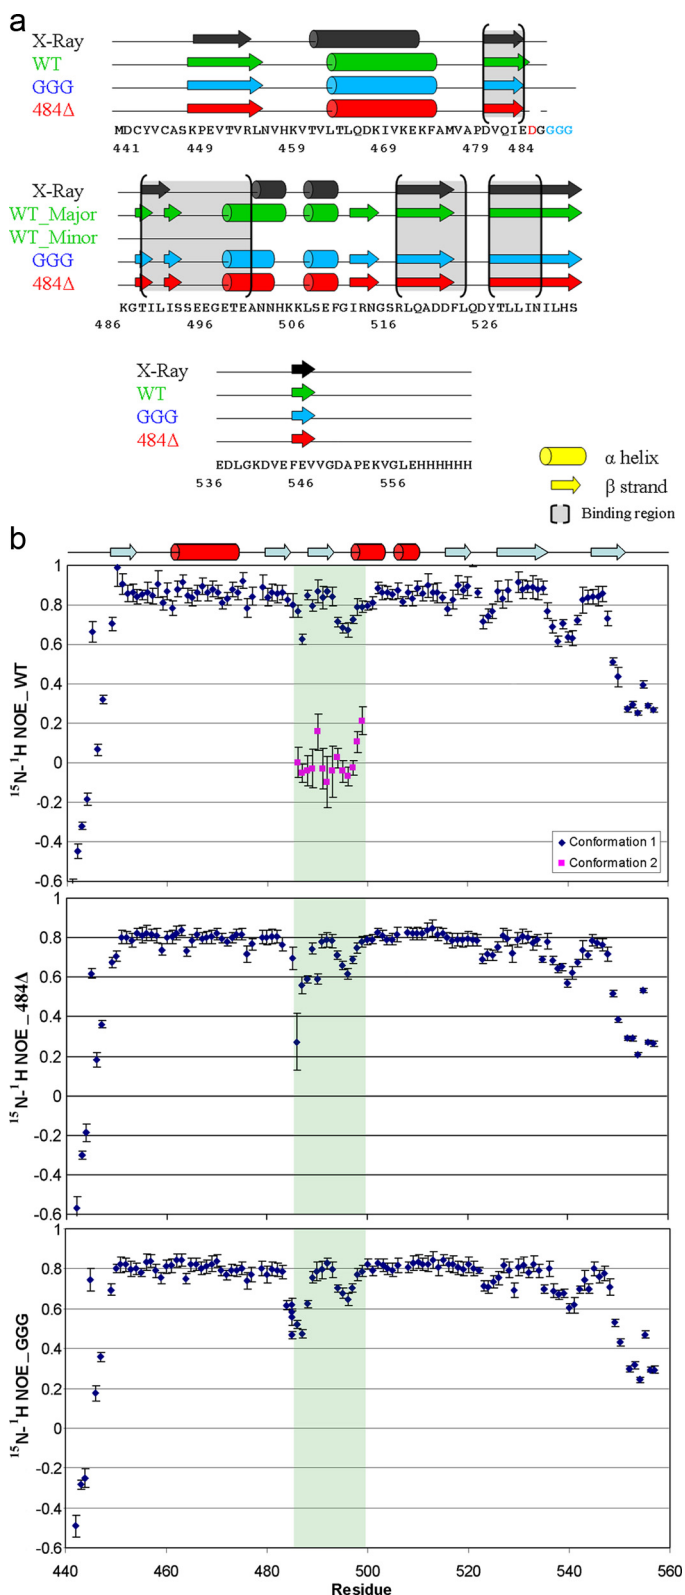 a
X-Ray
WT
GGG
484Δ
MDCYVCASKPEVTVRLNVHKVTVLTLQDKIVKEKFAMVAPDVQIEDGGGG
441 449 459 469 479 484
X-Ray
WT_Major
WT_Minor
GGG
484Δ
KGTILISSEEGETEANNHKKLSEFGIRNGSRLQADDFLQDYTLLINILHS
486 496 506 516 526
X-Ray
WT
GGG
484Δ
EDLGKDVEFEVVGDAPEKVGLEHHHHHH
536 546 556
α helix
β strand
Binding region
b
1
0.8
0.6
0.4
0.2
0
-0.2
-0.4
-0.6
¹⁵N-¹H NOE_WT
Conformation 1
Conformation 2
1
0.8
0.6
0.4
0.2
0
-0.2
-0.4
-0.6
¹⁵N-¹H NOE_484Δ
1
0.8
0.6
0.4
0.2
0
-0.2
-0.4
-0.6
¹⁵N-¹H NOE_GGG
440 460 480 500 520 540 560
Residue